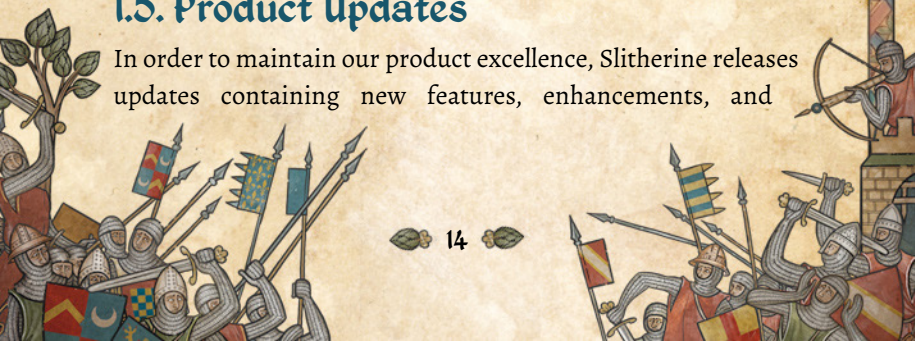 1.5. Product Updates
In order to maintain our product excellence, Slitherine releases
updates containing new features, enhancements, and
14